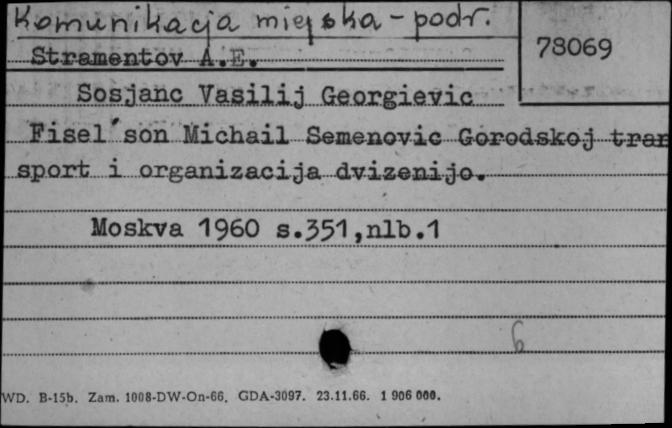 Komunikacja miejska - podr.
78069
Stramentov A.E.
Sosjanc Vasilij Georgievic
Fisel´son Michail Semenovic Gorodskoj tran
sport i organizacija dvizenijo.
Moskva 1960 s.351,nlb.1
6
WD. B-15b. Zam. 1008-DW-On-66. GDA-3097. 23.11.66. 1 906 000.